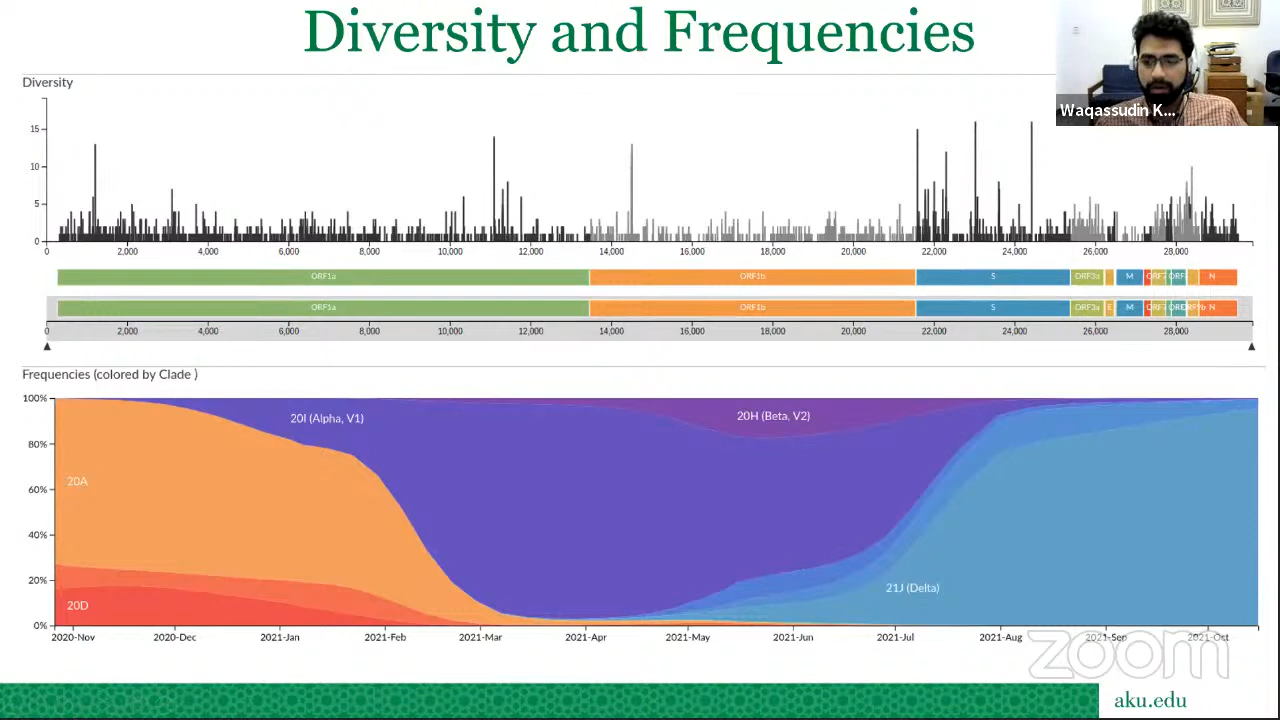 Diversity and Frequencies
Waqassudin K...
Diversity
15
10
5
0
0 2,000 4,000 6,000 8,000 10,000 12,000 14,000 16,000 18,000 20,000 22,000 24,000 26,000 28,000
ORF1a ORF1b S ORF3a M N
ORF1a ORF1b S ORF3a E M N
0 2,000 4,000 6,000 8,000 10,000 12,000 14,000 16,000 18,000 20,000 22,000 24,000 26,000 28,000
Frequencies (colored by Clade )
100%
80%
60%
40%
20%
0%
20I (Alpha, V1)
20H (Beta, V2)
20A
21J (Delta)
20D
2020-Nov 2020-Dec 2021-Jan 2021-Feb 2021-Mar 2021-Apr 2021-May 2021-Jun 2021-Jul 2021-Aug 2021-Sep 2021-Oct
zoom
aku.edu